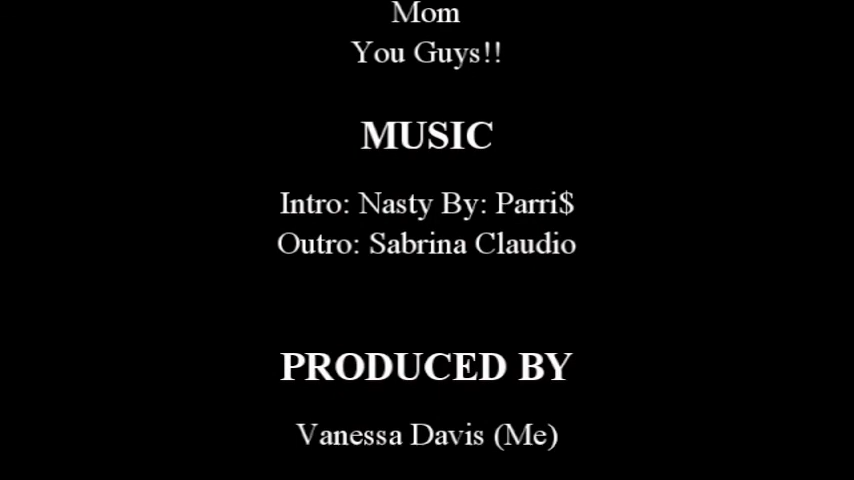 Mom
You Guys!!
MUSIC
Intro: Nasty By: Parri$
Outro: Sabrina Claudio
PRODUCED BY
Vanessa Davis (Me)